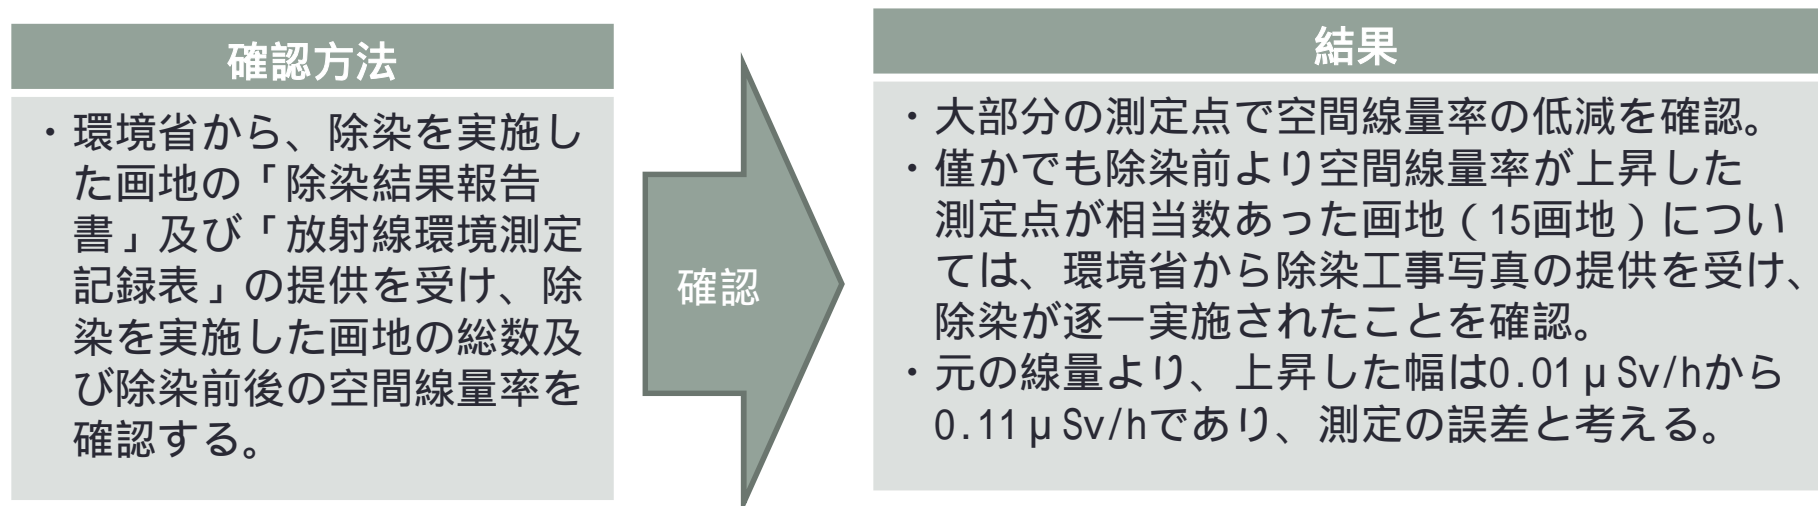 確認方法
・環境省から、除染を実施し
た画地の「除染結果報告
書」及び「放射線環境測定
記録表」の提供を受け、除
染を実施した画地の総数及
び除染前後の空間線量率を
確認する。
確認
結果
・大部分の測定点で空間線量率の低減を確認。
・僅かでも除染前より空間線量率が上昇した
測定点が相当数あった画地（15画地）につい
ては、環境省から除染工事写真の提供を受け、
除染が逐一実施されたことを確認。
・元の線量より、上昇した幅は0.01μSv/hから
0.11μSv/hであり、測定の誤差と考える。